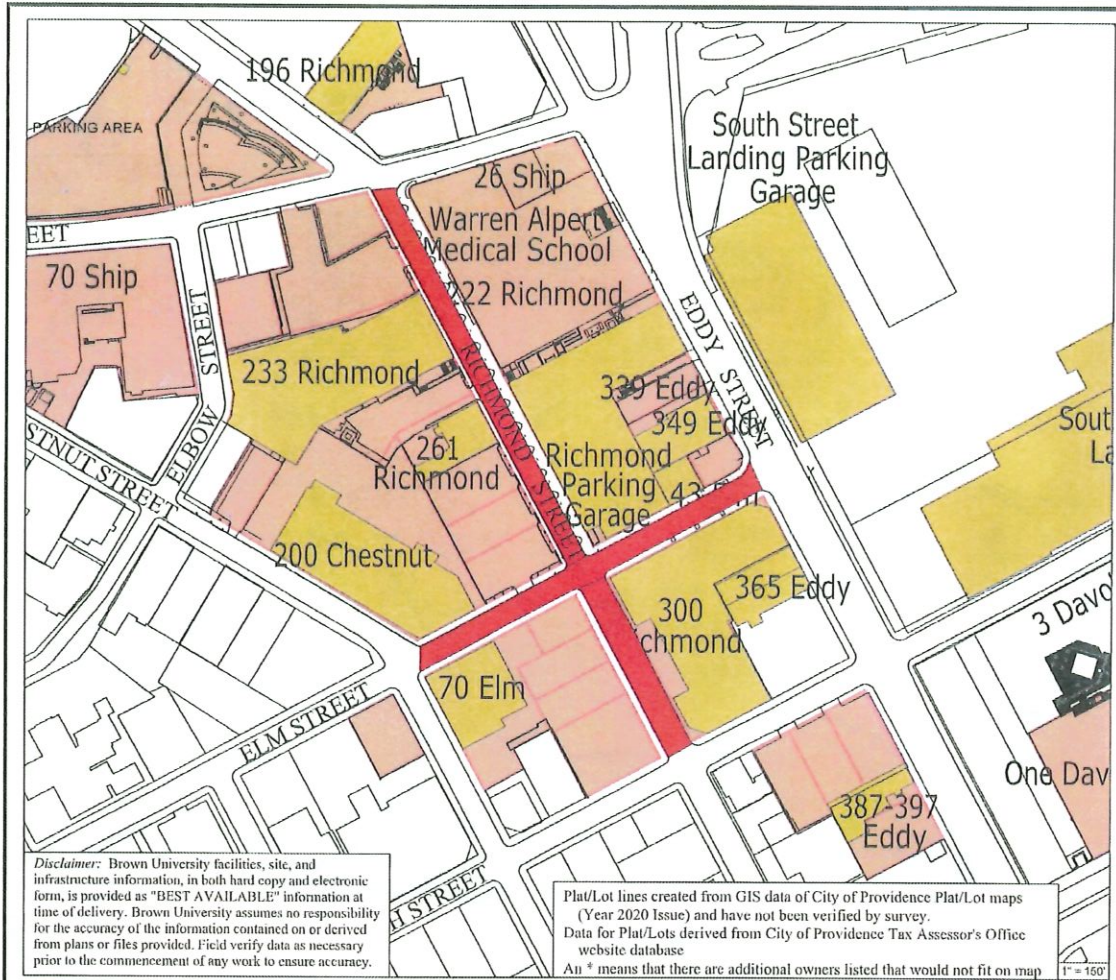 196 Richmond
PARKING AREA
South Street
Landing Parking
Garage
26 Ship
Warren Alpert
Medical School
222 Richmond
EET
70 Ship
STREET
ELBOW
EDDY STREET
233 Richmond
RICHMOND STREET
339 Eddy
349 Eddy
261
Richmond
Richmond
Parking
Garage
Sout
La
STNUT STREET
200 Chestnut
300
chmond
365 Eddy
3 Davo
70 Elm
ELM STREET
One Dav
387-397
Eddy
H STREET
Disclaimer: Brown University facilities, site, and
infrastructure information, in both hard copy and electronic
form, is provided as "BEST AVAILABLE" information at
time of delivery. Brown University assumes no responsibility
for the accuracy of the information contained on or derived
from plans or files provided. Field verify data as necessary
prior to the commencement of any work to ensure accuracy.
Plat/Lot lines created from GIS data of City of Providence Plat/Lot maps
(Year 2020 Issue) and have not been verified by survey.
Data for Plat/Lots derived from City of Providence Tax Assessor's Office
website database
An * means that there are additional owners listed that would not fit on map
1" = 150